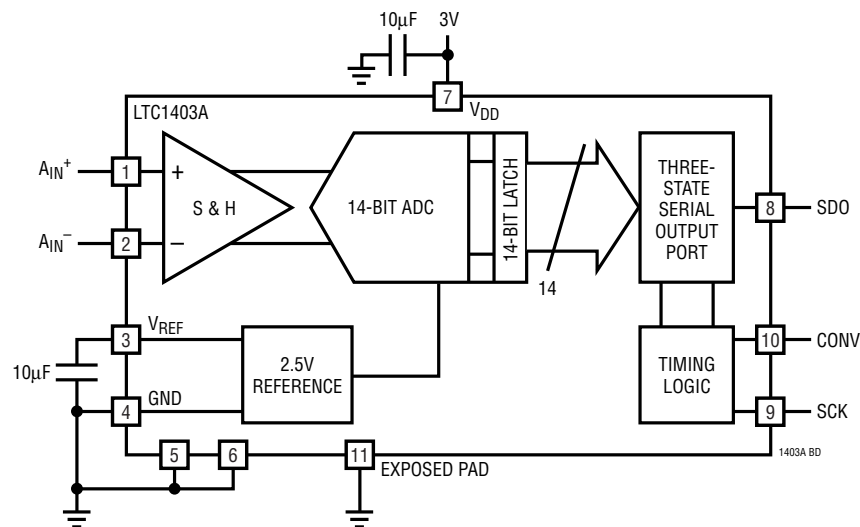 10μF
3V
7
LTC1403A
VDD
AIN+
1
+
S & H
14-BIT ADC
14-BIT LATCH
THREE-
STATE
SERIAL
OUTPUT
PORT
8
SDO
AIN–
2
–
14
3
VREF
10μF
2.5V
REFERENCE
TIMING
LOGIC
10
CONV
4
GND
9
SCK
5
6
11
EXPOSED PAD
1403A BD